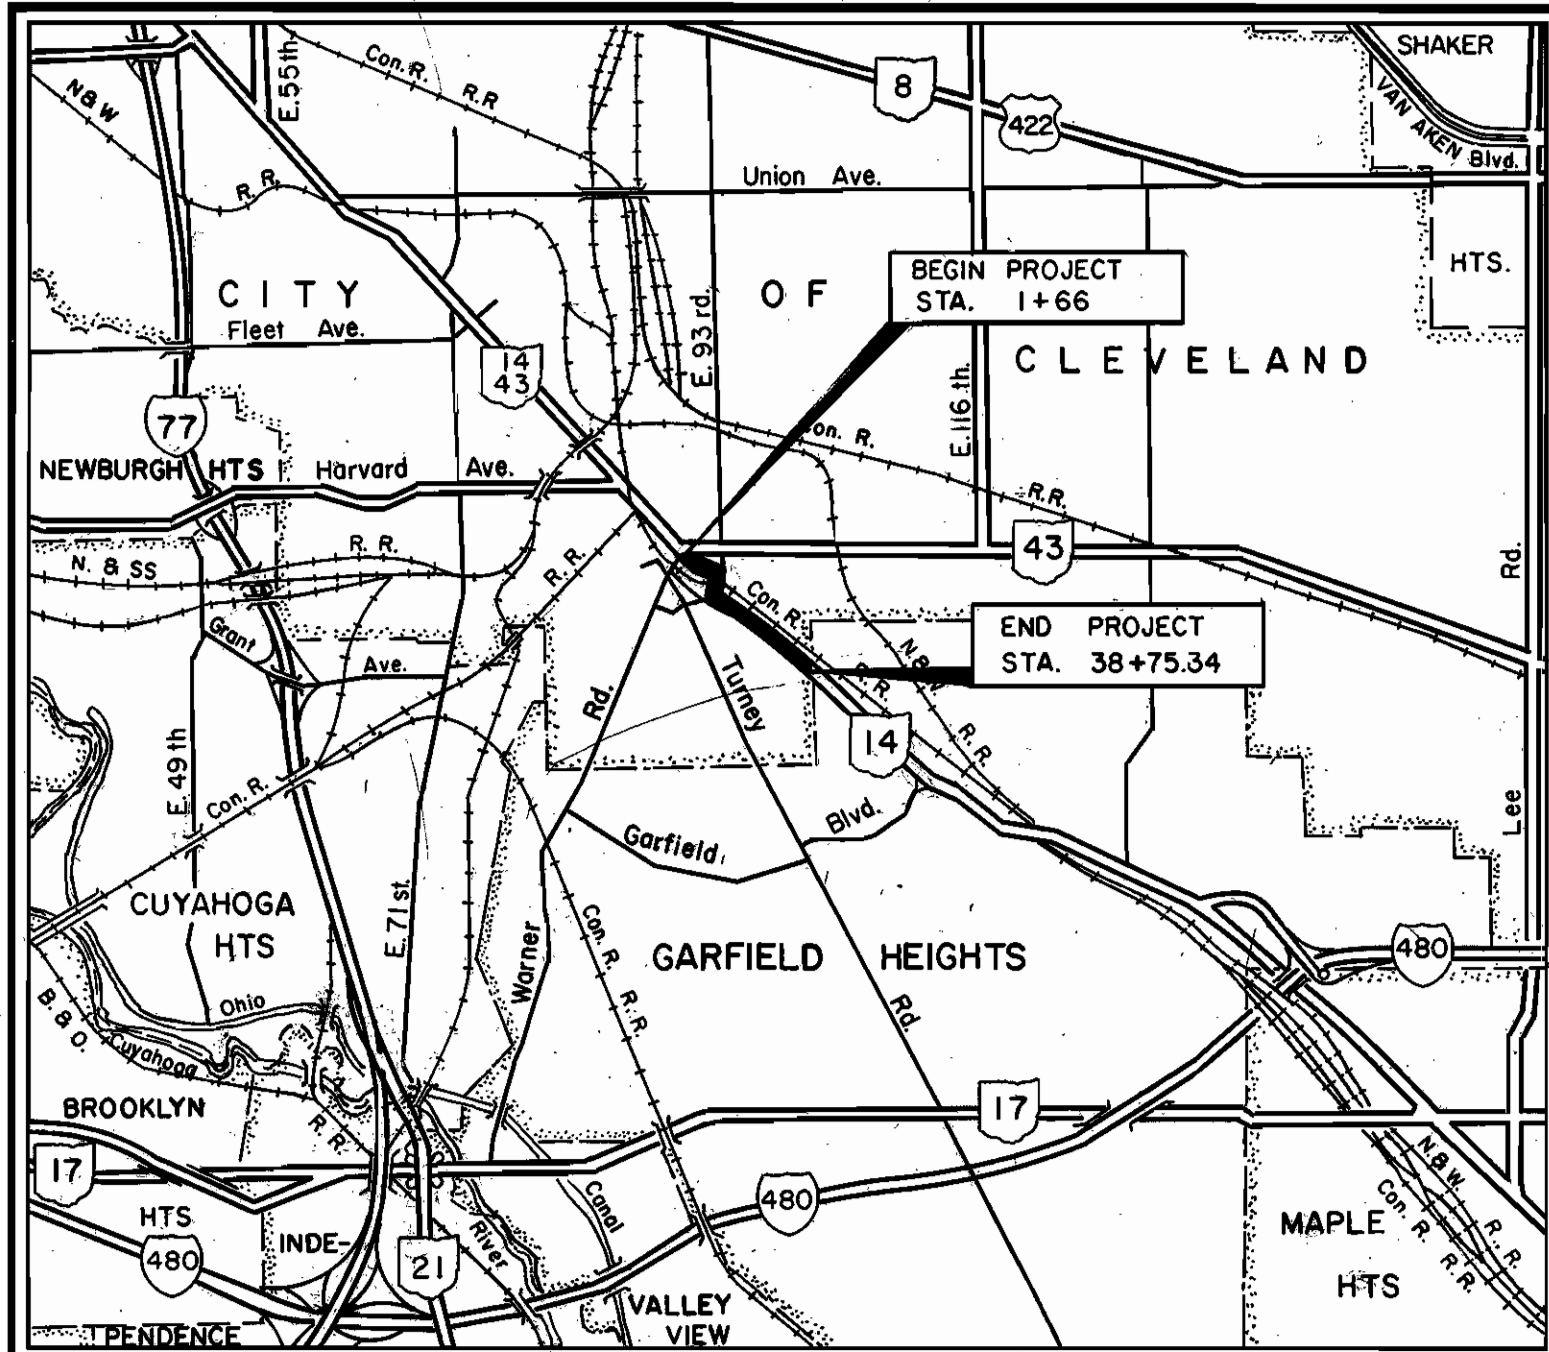 SHAKER
Con. R.
R.R
E.55th
N & W
8
422
VAN AKEN Blvd.
R. R.
Union Ave.
HTS.
BEGIN PROJECT
STA. 1+66
CITY
OF
CLEVELAND
Fleet Ave.
E. 93 rd.
14
43
77
E. 116 th.
Con. R.
R.R.
NEWBURGH HTS
Harvard Ave.
43
Rd.
N. & SS
R. R.
R. R.
Con. R.
END PROJECT
STA. 38+75.34
Grant
Ave.
N. & W
R. R.
R. R.
Rd.
Turney
14
E. 49th
Con. R.
Garfield
Blvd.
Lee
CUYAHOGA
HTS
E. 71 st.
Warner
Con. R.
R. R.
GARFIELD HEIGHTS
480
Rd.
B. & O.
Ohio
Cuyahoga
BROOKLYN
R. R.
17
17
HTS
480
INDE-
21
River
Canal
480
N. & W.
R. R.
Con. R.
R. R
MAPLE
HTS
VALLEY
VIEW
PENDENCE